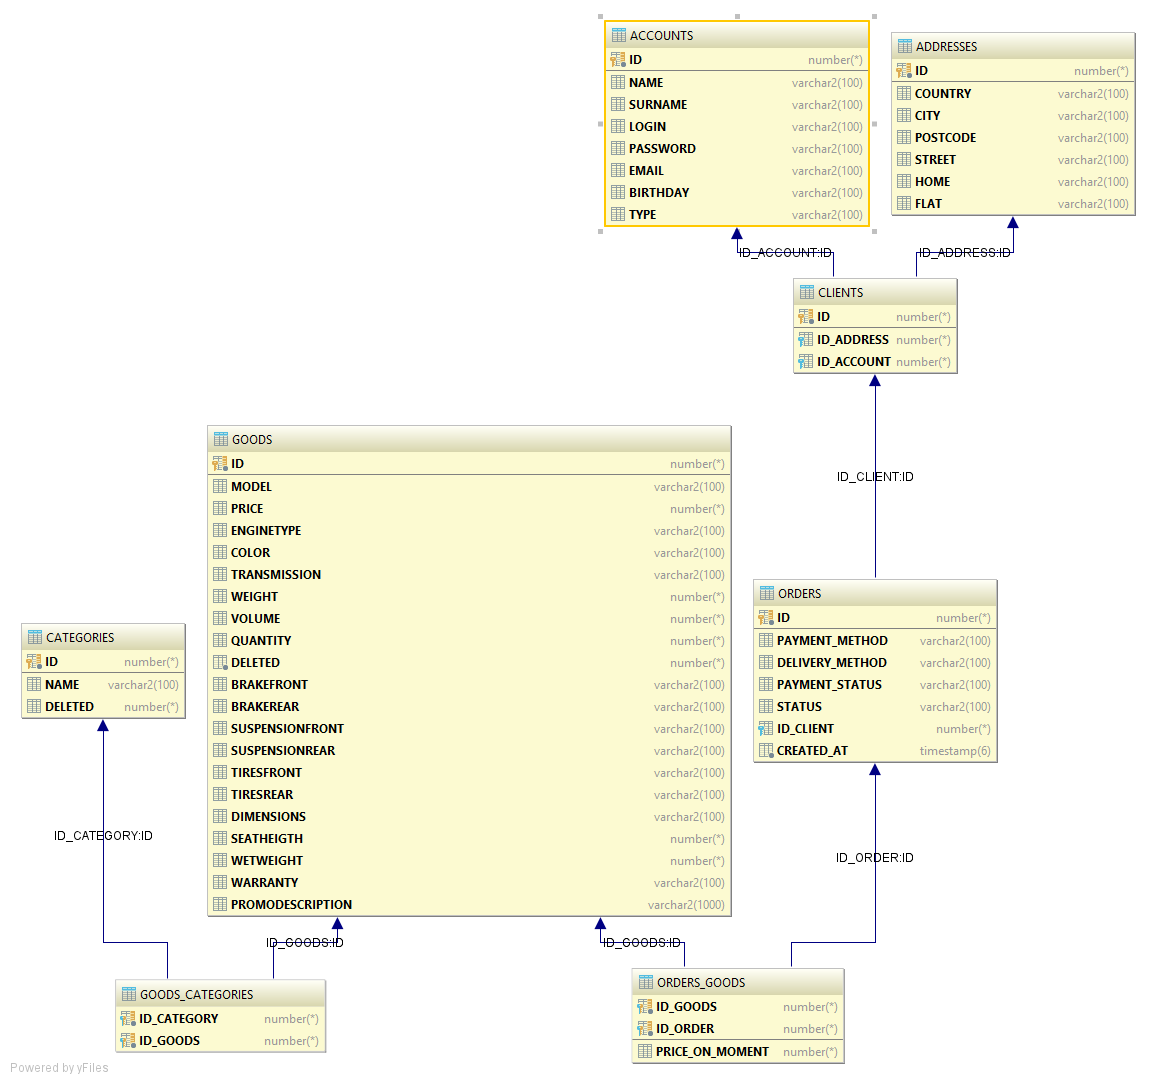 ACCOUNTS
ID number(*)
NAME varchar2(100)
SURNAME varchar2(100)
LOGIN varchar2(100)
PASSWORD varchar2(100)
EMAIL varchar2(100)
BIRTHDAY varchar2(100)
TYPE varchar2(100)
ADDRESSES
ID number(*)
COUNTRY varchar2(100)
CITY varchar2(100)
POSTCODE varchar2(100)
STREET varchar2(100)
HOME varchar2(100)
FLAT varchar2(100)
ID_ACCOUNT:ID
ID_ADDRESS:ID
CLIENTS
ID number(*)
ID_ADDRESS number(*)
ID_ACCOUNT number(*)
ID_CLIENT:ID
GOODS
ID number(*)
MODEL varchar2(100)
PRICE number(*)
ENGINETYPE varchar2(100)
COLOR varchar2(100)
TRANSMISSION varchar2(100)
WEIGHT number(*)
VOLUME number(*)
QUANTITY number(*)
DELETED number(*)
BRAKEFRONT varchar2(100)
BRAKEREAR varchar2(100)
SUSPENSIONFRONT varchar2(100)
SUSPENSIONREAR varchar2(100)
TIRESFRONT varchar2(100)
TIRESREAR varchar2(100)
DIMENSIONS varchar2(100)
SEATHEIGTH number(*)
WETWEIGHT number(*)
WARRANTY varchar2(100)
PROMODESCRIPTION varchar2(1000)
ORDERS
ID number(*)
PAYMENT_METHOD varchar2(100)
DELIVERY_METHOD varchar2(100)
PAYMENT_STATUS varchar2(100)
STATUS varchar2(100)
ID_CLIENT number(*)
CREATED_AT timestamp(6)
CATEGORIES
ID number(*)
NAME varchar2(100)
DELETED number(*)
ID_CATEGORY:ID
ID_ORDER:ID
ID_GOODS:ID
ID_GOODS:ID
GOODS_CATEGORIES
ID_CATEGORY number(*)
ID_GOODS number(*)
ORDERS_GOODS
ID_GOODS number(*)
ID_ORDER number(*)
PRICE_ON_MOMENT number(*)
Powered by yFiles